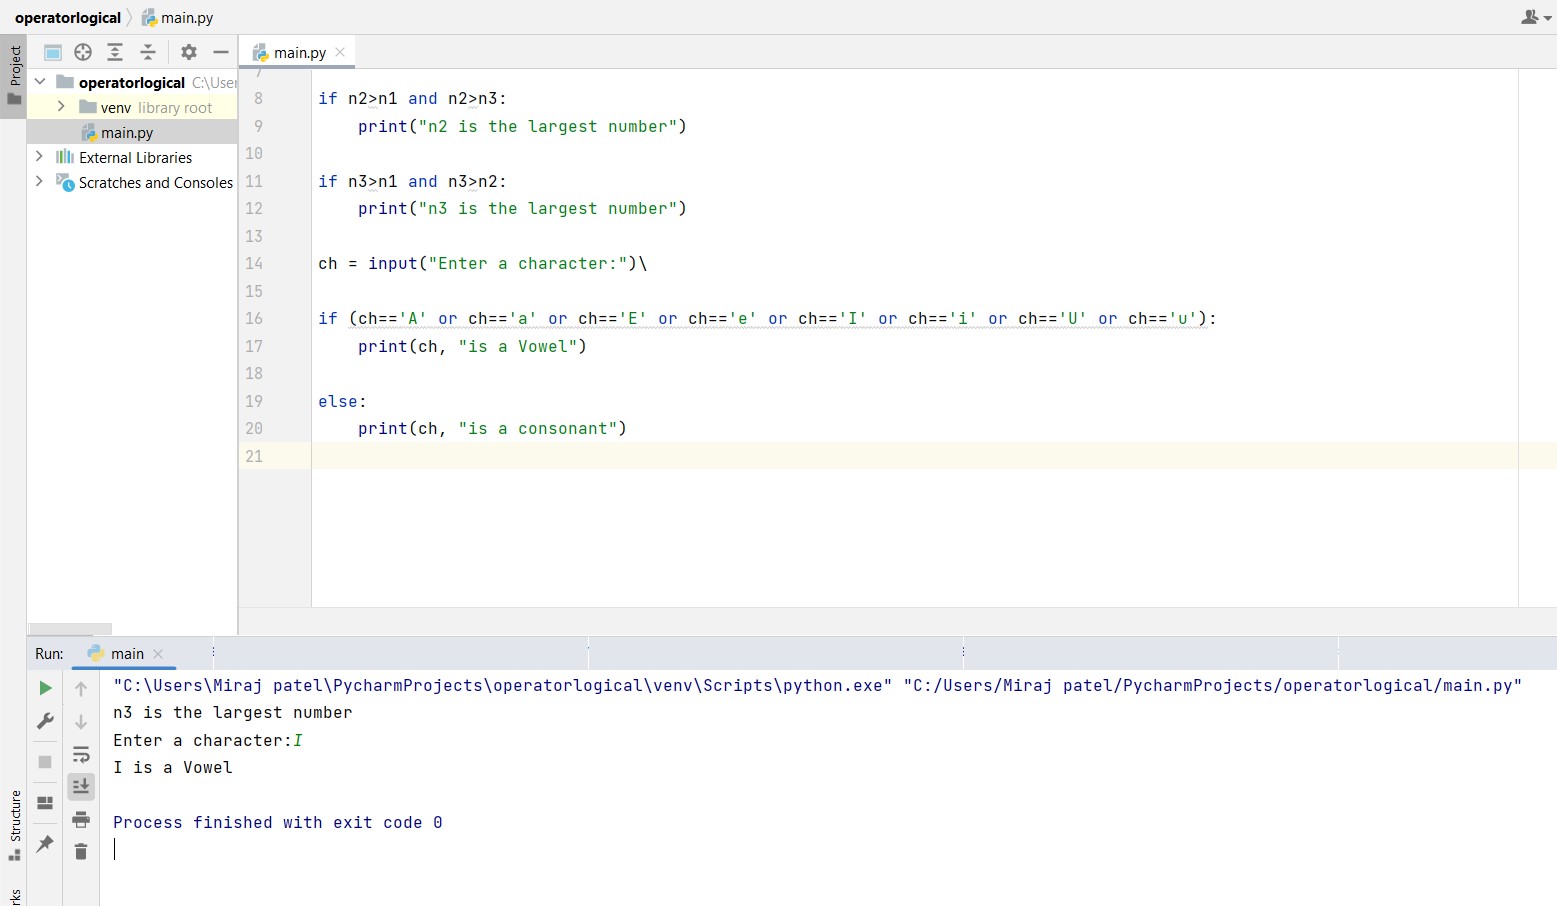 operatorlogical main.py
Project
main.py
operatorlogical C:\User
venv library root
main.py
External Libraries
Scratches and Consoles
7
8 if n2>n1 and n2>n3:
9 print("n2 is the largest number")
10
11 if n3>n1 and n3>n2:
12 print("n3 is the largest number")
13
14 ch = input("Enter a character:")\
15
16 if (ch=='A' or ch=='a' or ch=='E' or ch=='e' or ch=='I' or ch=='i' or ch=='U' or ch=='u'):
17 print(ch, "is a Vowel")
18
19 else:
20 print(ch, "is a consonant")
21
Run: main
"C:\Users\Miraj patel\PycharmProjects\operatorlogical\venv\Scripts\python.exe" "C:/Users/Miraj patel/PycharmProjects/operatorlogical/main.py"
n3 is the largest number
Enter a character:I
I is a Vowel
Process finished with exit code 0
Structure